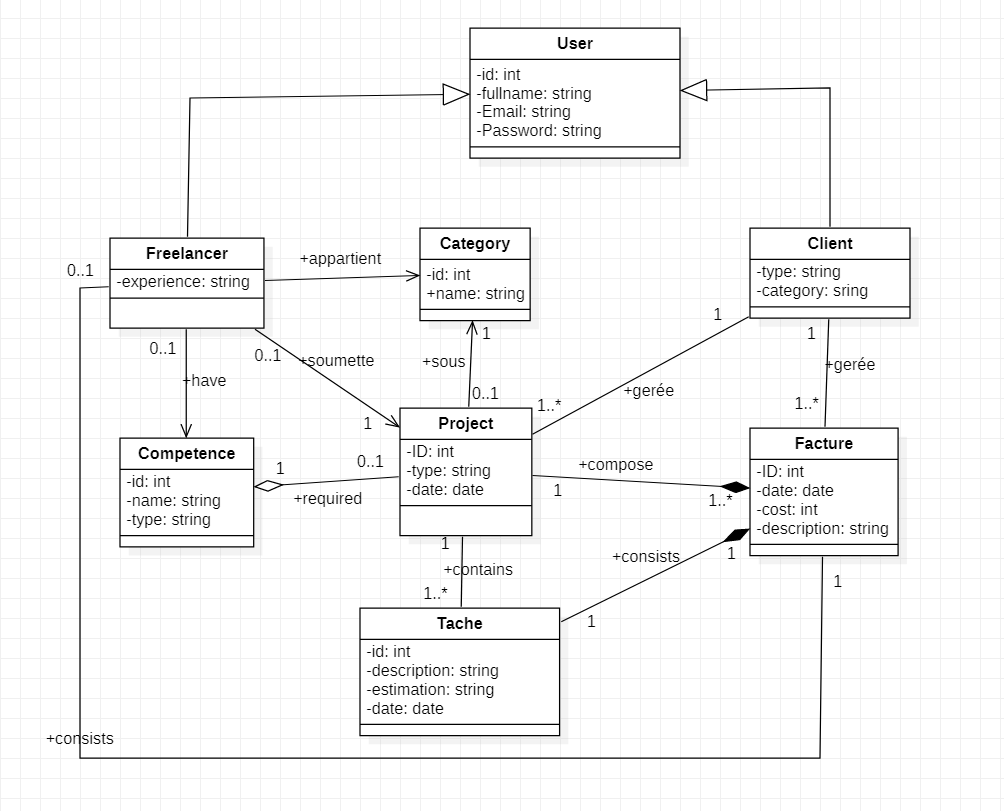 User
-id: int
-fullname: string
-Email: string
-Password: string
Freelancer
-experience: string
0..1
+appartient
Category
-id: int
+name: string
Client
-type: string
-category: sring
0..1
+have
0..1
+soumette
1
1
+sous
0..1
1
1..*
+gerée
1
+gerée
1..*
Competence
-id: int
-name: string
-type: string
1
0..1
+required
Project
-ID: int
-type: string
-date: date
+compose
1
1..*
Facture
-ID: int
-date: date
-cost: int
-description: string
1
+contains
1..*
+consists
1
1
1
Tache
-id: int
-description: string
-estimation: string
-date: date
+consists